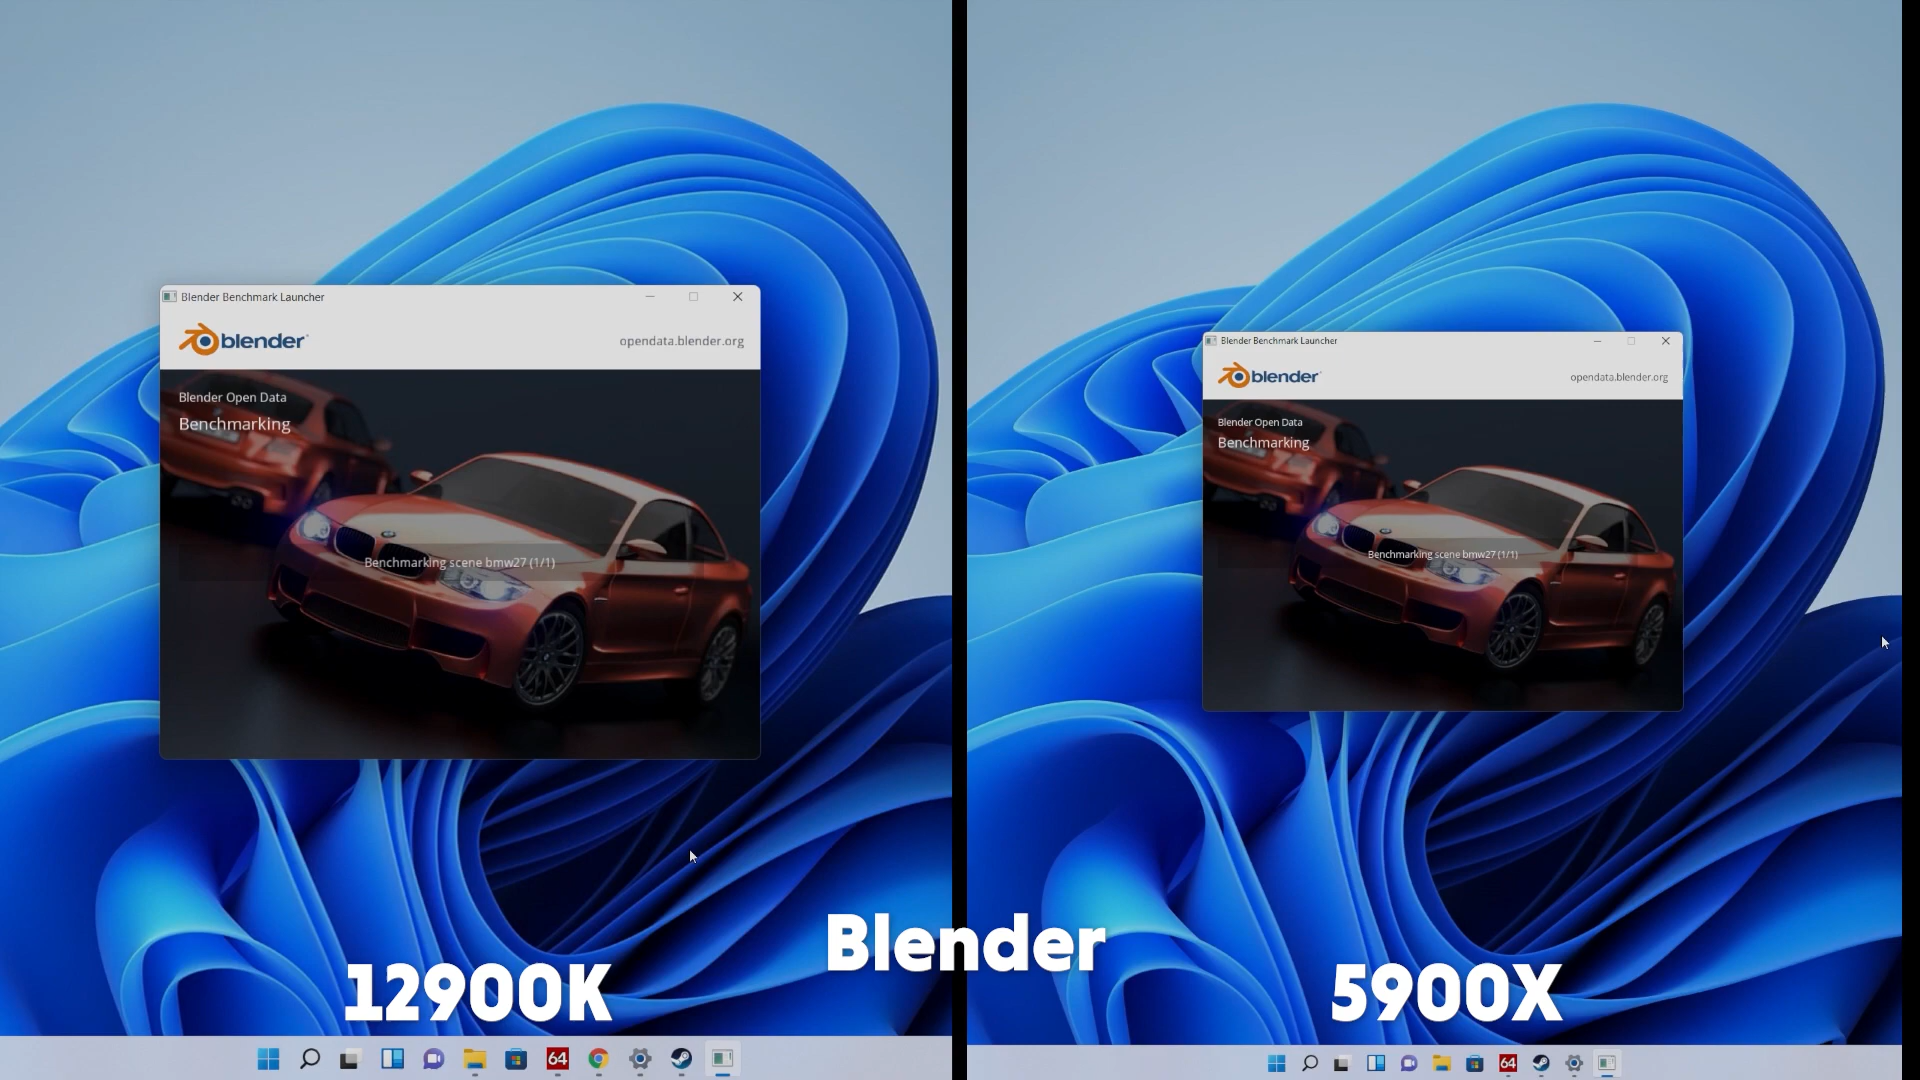 Blender Benchmark Launcher
blender
opendata.blender.org
Blender Open Data
Benchmarking
Benchmarking scene bmw27 (1/1)
12900K
64
Blender
Blender Benchmark Launcher
blender
opendata.blender.org
Blender Open Data
Benchmarking
Benchmarking scene bmw27 (1/1)
5900X
64